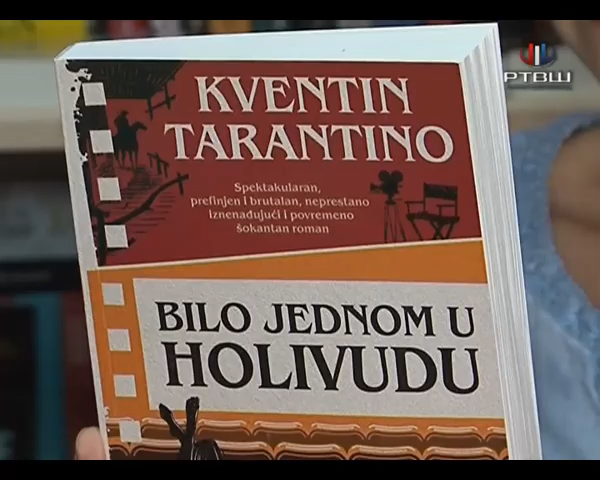 РТВШ
KVENTIN
TARANTINO
Spektakularan,
prefinjen i brutalan, neprestano
iznenađujući i povremeno
šokantan roman
BILO JEDNOM U
HOLIVUDU